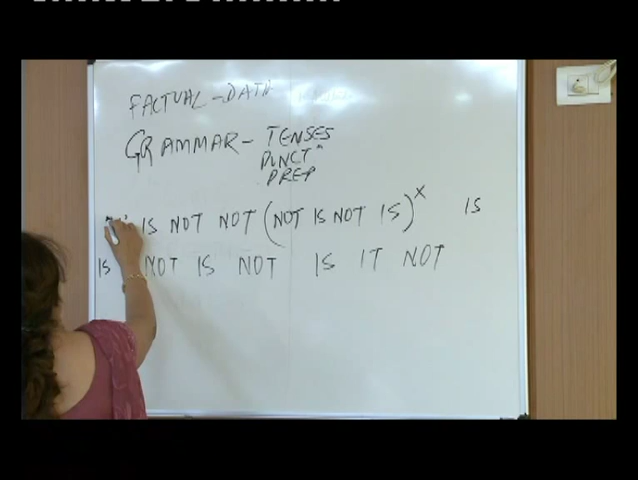 FACTUAL - DATA
GRAMMAR - TENSES
PUNCTⁿ
PREP
IS NOT NOT (NOT IS NOT IS)ˣ IS
IS NOT IS NOT IS IT NOT